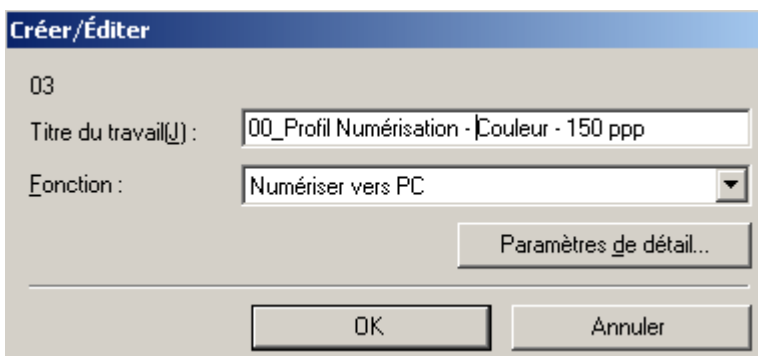 Créer/Éditer
03
Titre du travail(J) : 00_Profil Numérisation - Couleur - 150 ppp
Fonction : Numériser vers PC
Paramètres de détail...
OK Annuler